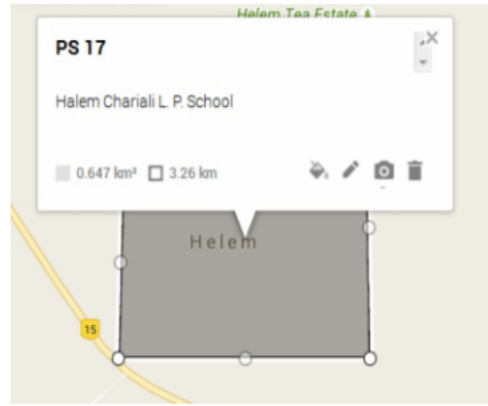 Helem Tea Estate
PS 17
Halem Chariali L. P. School
0.647 km² 3.26 km
Helem
15